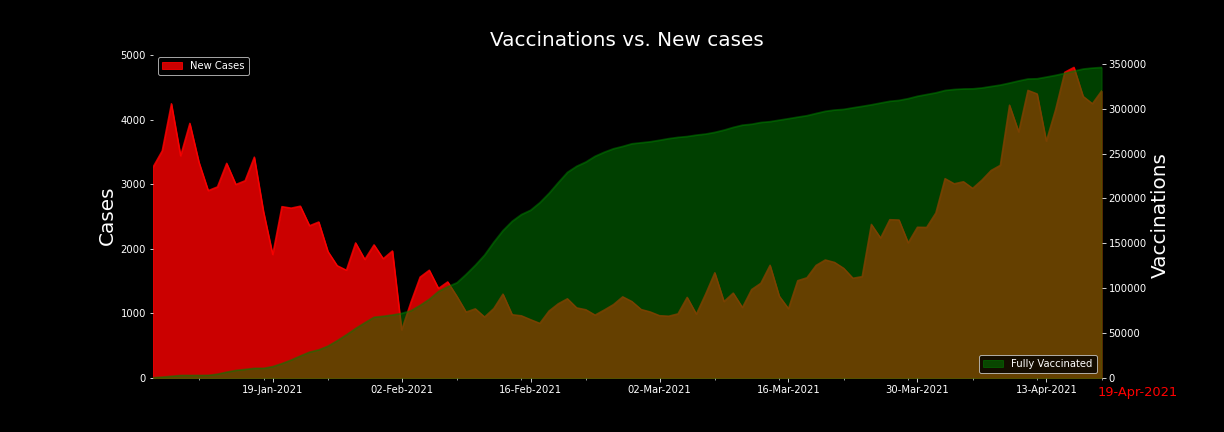 Vaccinations vs. New cases
New Cases
Cases
5000
4000
3000
2000
1000
0
350000
300000
250000
200000
150000
100000
50000
0
Vaccinations
Fully Vaccinated
19-Jan-2021
02-Feb-2021
16-Feb-2021
02-Mar-2021
16-Mar-2021
30-Mar-2021
13-Apr-2021
19-Apr-2021